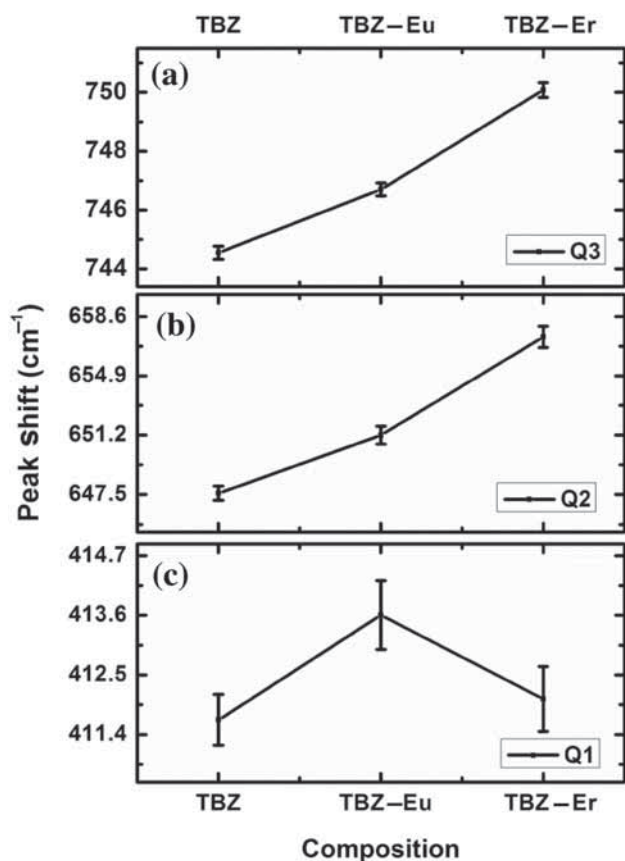 TBZ TBZ–Eu TBZ–Er
(a)
750
748
746
744
Q3
(b)
658.6
654.9
651.2
647.5
Q2
(c)
414.7
413.6
412.5
411.4
Q1
Peak shift (cm⁻¹)
TBZ TBZ–Eu TBZ–Er
Composition